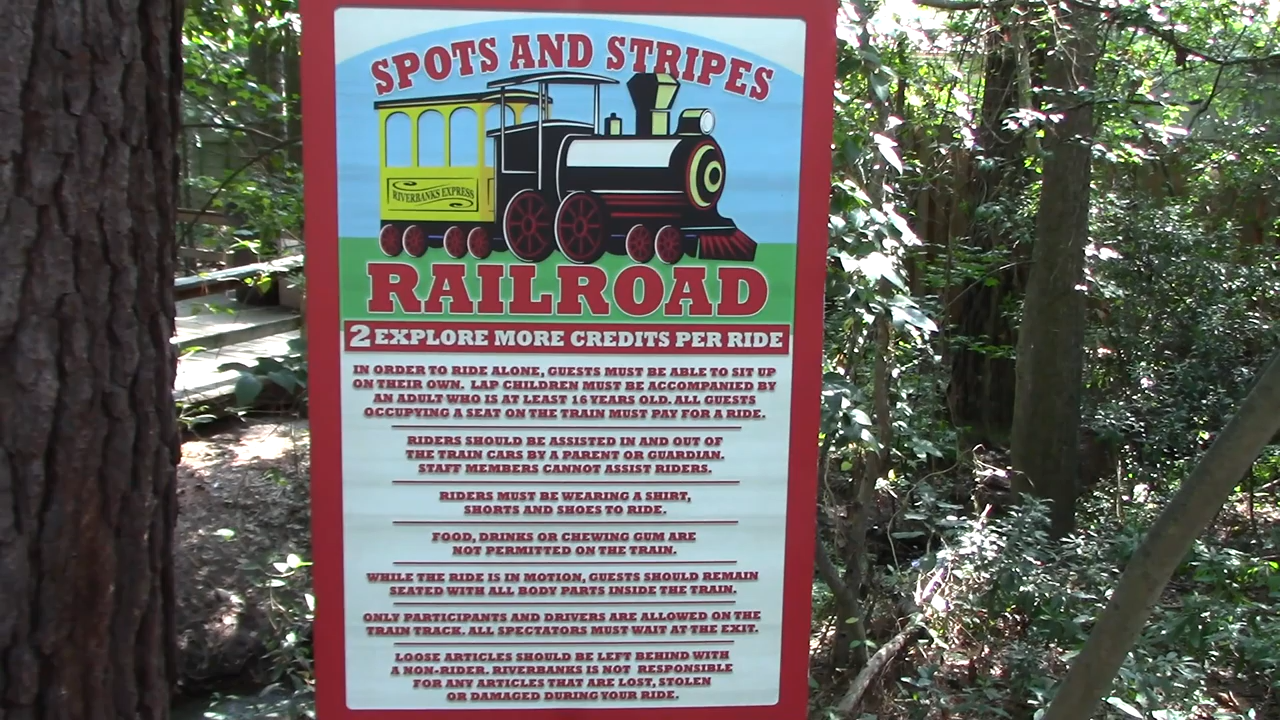 SPOTS AND STRIPES
RIVERBANKS EXPRESS
RAILROAD
2 EXPLORE MORE CREDITS PER RIDE
IN ORDER TO RIDE ALONE, GUESTS MUST BE ABLE TO SIT UP
ON THEIR OWN. LAP CHILDREN MUST BE ACCOMPANIED BY
AN ADULT WHO IS AT LEAST 16 YEARS OLD. ALL GUESTS
OCCUPYING A SEAT ON THE TRAIN MUST PAY FOR A RIDE.
RIDERS SHOULD BE ASSISTED IN AND OUT OF
THE TRAIN CARS BY A PARENT OR GUARDIAN.
STAFF MEMBERS CANNOT ASSIST RIDERS.
RIDERS MUST BE WEARING A SHIRT,
SHORTS AND SHOES TO RIDE.
FOOD, DRINKS OR CHEWING GUM ARE
NOT PERMITTED ON THE TRAIN.
WHILE THE RIDE IS IN MOTION, GUESTS SHOULD REMAIN
SEATED WITH ALL BODY PARTS INSIDE THE TRAIN.
ONLY PARTICIPANTS AND DRIVERS ARE ALLOWED ON THE
TRAIN TRACK. ALL SPECTATORS MUST WAIT AT THE EXIT.
LOOSE ARTICLES SHOULD BE LEFT BEHIND WITH
A NON-RIDER. RIVERBANKS IS NOT RESPONSIBLE
FOR ANY ARTICLES THAT ARE LOST, STOLEN
OR DAMAGED DURING YOUR RIDE.